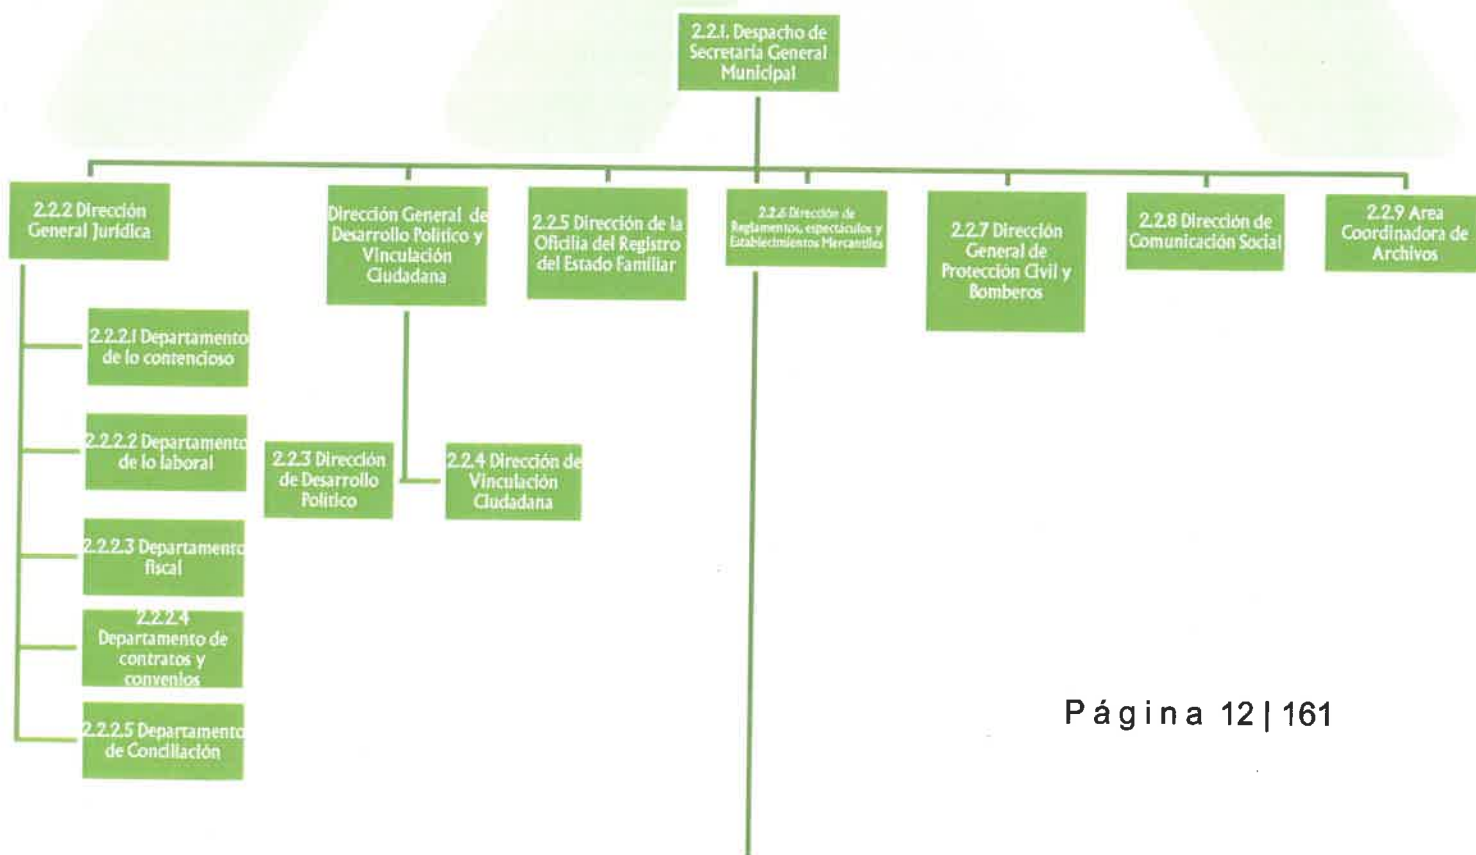 2.2.1. Despacho de
Secretaría General
Municipal
2.2.2 Dirección
General Jurídica
Dirección General de
Desarrollo Político y
Vinculación
Ciudadana
2.2.5 Dirección de la
Oficilia del Registro
del Estado Familiar
2.2.6 Dirección de
Reglamentos, espectáculos y
Establecimientos Mercantiles
2.2.7 Dirección
General de
Protección Civil y
Bomberos
2.2.8 Dirección de
Comunicación Social
2.2.9 Area
Coordinadora de
Archivos
2.2.2.1 Departamento
de lo contencioso
2.2.2.2 Departamento
de lo laboral
2.2.3 Dirección
de Desarrollo
Político
2.2.4 Dirección de
Vinculación
Ciudadana
2.2.2.3 Departamento
fiscal
2.2.2.4
Departamento de
contratos y
convenios
2.2.2.5 Departamento
de Conciliación
Página 12| 161